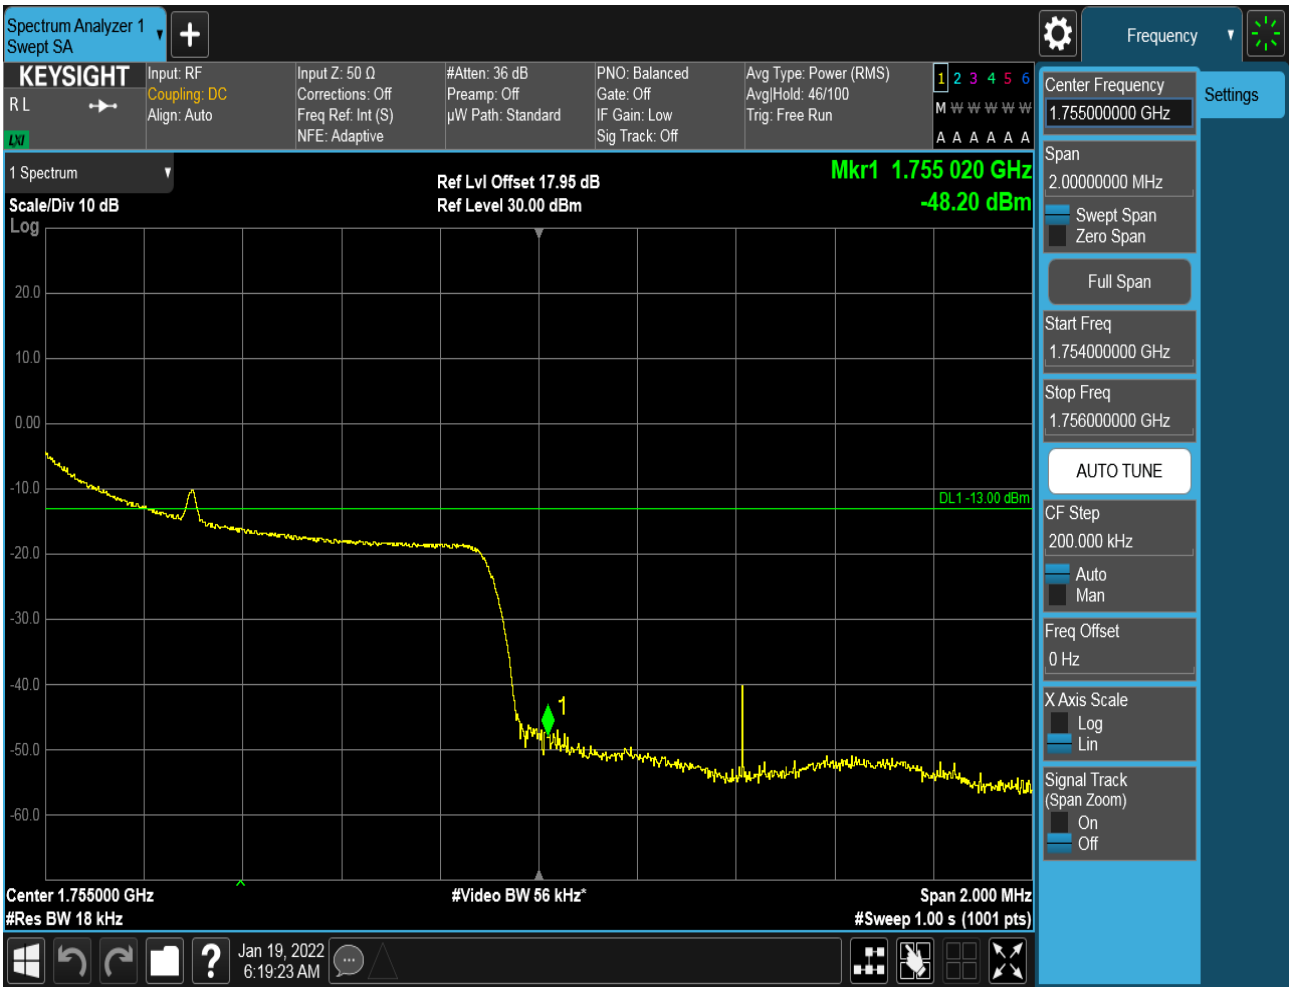 Spectrum Analyzer 1
Swept SA
Frequency
KEYSIGHT
R L
LXI
Input: RF
Coupling: DC
Align: Auto
Input Z: 50 Ω
Corrections: Off
Freq Ref: Int (S)
NFE: Adaptive
#Atten: 36 dB
Preamp: Off
µW Path: Standard
PNO: Balanced
Gate: Off
IF Gain: Low
Sig Track: Off
Avg Type: Power (RMS)
Avg|Hold: 46/100
Trig: Free Run
1 2 3 4 5 6
M W W W W W
A A A A A A
1 Spectrum
Scale/Div 10 dB
Log
Ref Lvl Offset 17.95 dB
Ref Level 30.00 dBm
Mkr1 1.755 020 GHz
-48.20 dBm
20.0
10.0
0.00
-10.0
-20.0
-30.0
-40.0
-50.0
-60.0
DL1 -13.00 dBm
1
Center 1.755000 GHz
#Res BW 18 kHz
#Video BW 56 kHz*
Span 2.000 MHz
#Sweep 1.00 s (1001 pts)
Jan 19, 2022
6:19:23 AM
Center Frequency
1.755000000 GHz
Settings
Span
2.00000000 MHz
Swept Span
Zero Span
Full Span
Start Freq
1.754000000 GHz
Stop Freq
1.756000000 GHz
AUTO TUNE
CF Step
200.000 kHz
Auto
Man
Freq Offset
0 Hz
X Axis Scale
Log
Lin
Signal Track
(Span Zoom)
On
Off